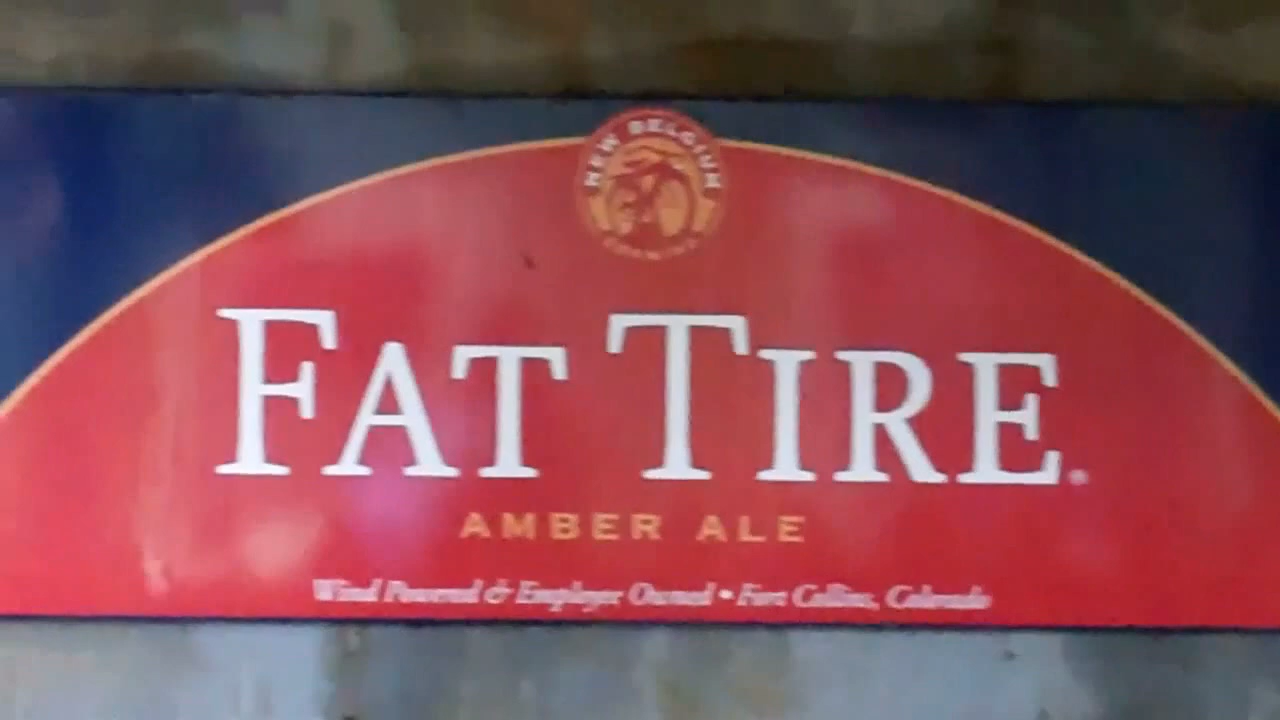 NEW BELGIUM
FAT TIRE
AMBER ALE
Wind Powered & Employee Owned • Fort Collins, Colorado